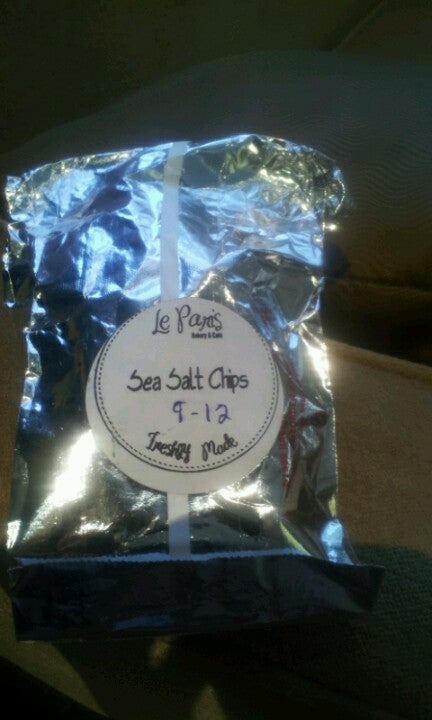 Le Paris
Bakery & Cafe
Sea Salt Chips
9-12
Freshly Made